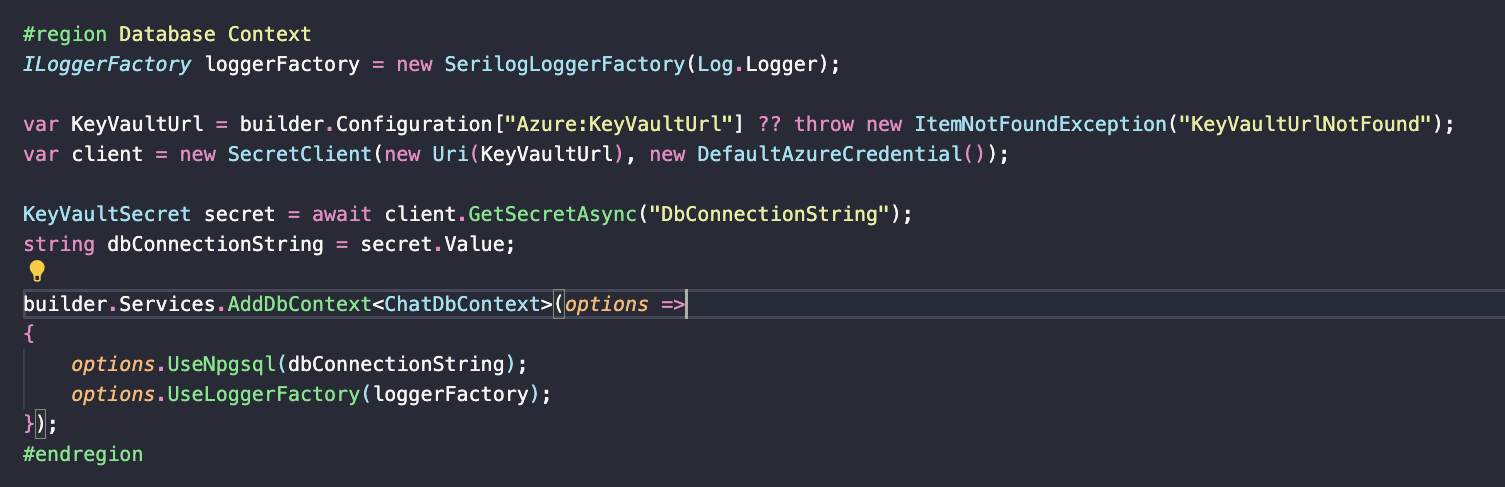 #region Database Context
ILoggerFactory loggerFactory = new SerilogLoggerFactory(Log.Logger);
var KeyVaultUrl = builder.Configuration["Azure:KeyVaultUrl"] ?? throw new ItemNotFoundException("KeyVaultUrlNotFound");
var client = new SecretClient(new Uri(KeyVaultUrl), new DefaultAzureCredential());
KeyVaultSecret secret = await client.GetSecretAsync("DbConnectionString");
string dbConnectionString = secret.Value;
builder.Services.AddDbContext<ChatDbContext>(options =>
{
    options.UseNpgsql(dbConnectionString);
    options.UseLoggerFactory(loggerFactory);
});
#endregion